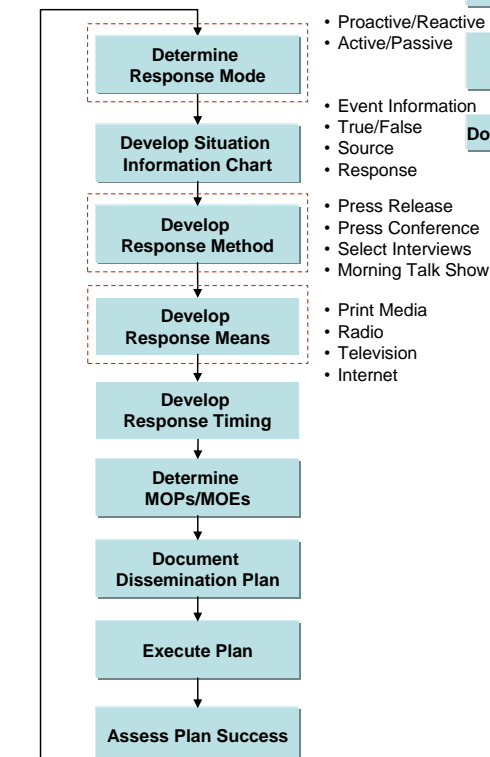 Determine
Response Mode
• Proactive/Reactive
• Active/Passive
Develop Situation
Information Chart
• Event Information
• True/False
• Source
• Response
Do
Develop
Response Method
• Press Release
• Press Conference
• Select Interviews
• Morning Talk Show
Develop
Response Means
• Print Media
• Radio
• Television
• Internet
Develop
Response Timing
Determine
MOPs/MOEs
Document
Dissemination Plan
Execute Plan
Assess Plan Success